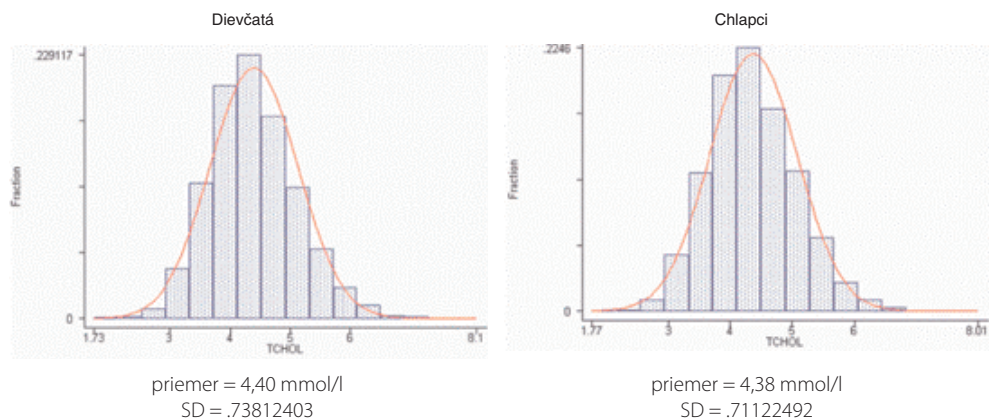 Dievčatá
.229117
Fraction
0
1.73 3 4 5 6 8.1
TCHOL
priemer = 4,40 mmol/l
SD = .73812403
Chlapci
.2246
Fraction
0
1.77 3 4 5 6 8.01
TCHOL
priemer = 4,38 mmol/l
SD = .71122492